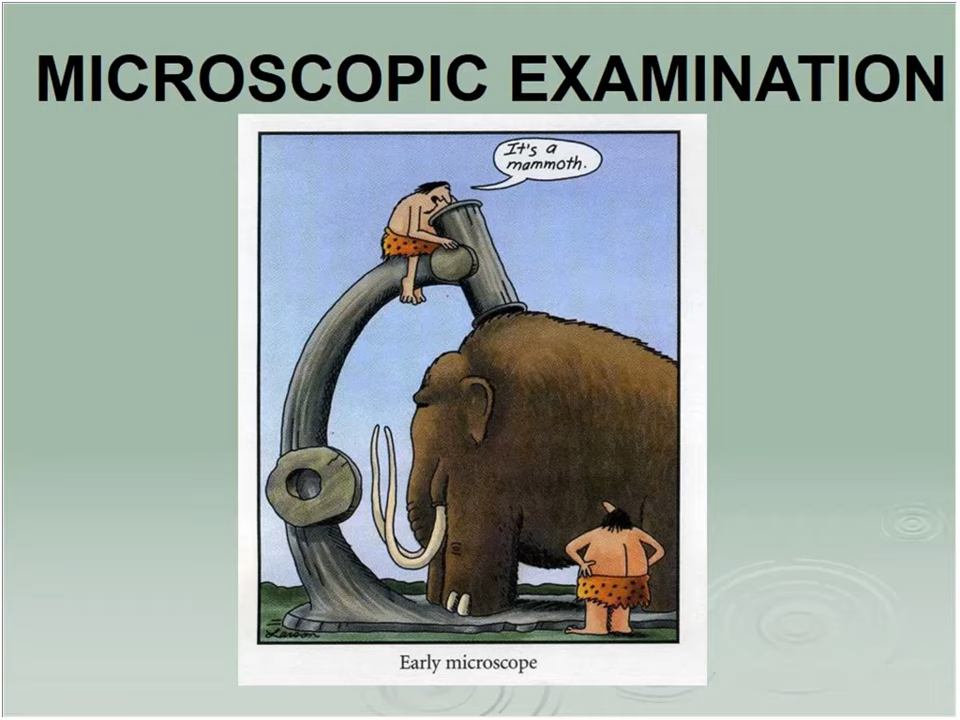 MICROSCOPIC EXAMINATION
It's a
mammoth.
Larson
Early microscope